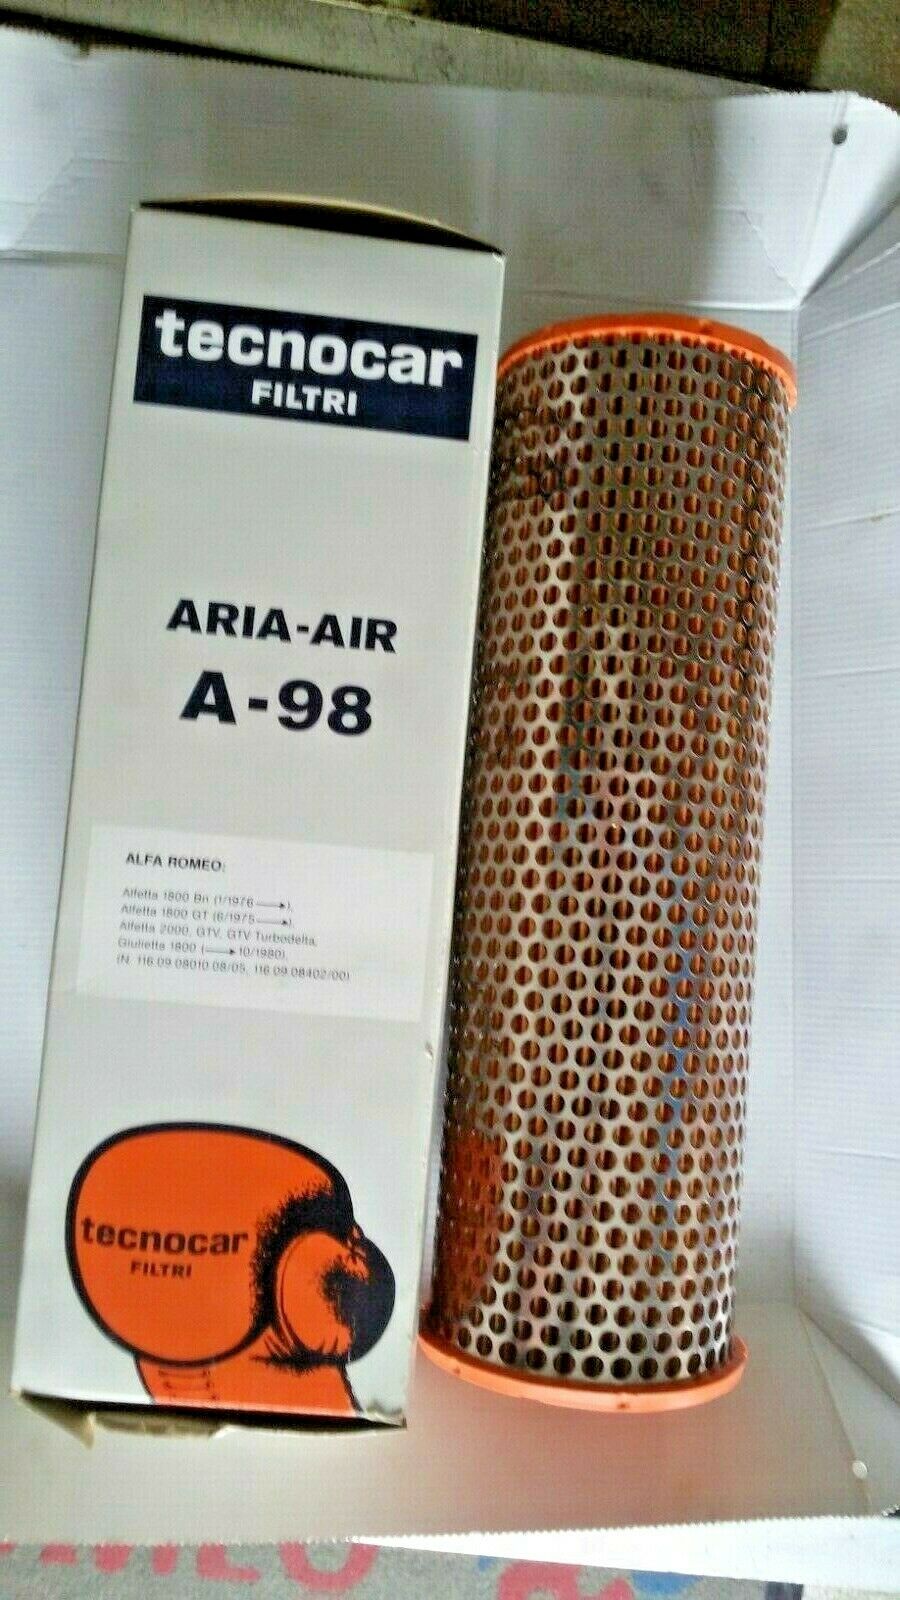 tecnocar
FILTRI
ARIA-AIR
A-98
ALFA ROMEO:
Alfetta 1800 Bn (1/1976 →),
Alfetta 1800 GT (6/1975 →),
Alfetta 2000, GTV, GTV Turbodelta,
Giulietta 1800 (→ 10/1980),
(N. 116.09.08010.08/05, 116.09.08402/00)
tecnocar
FILTRI